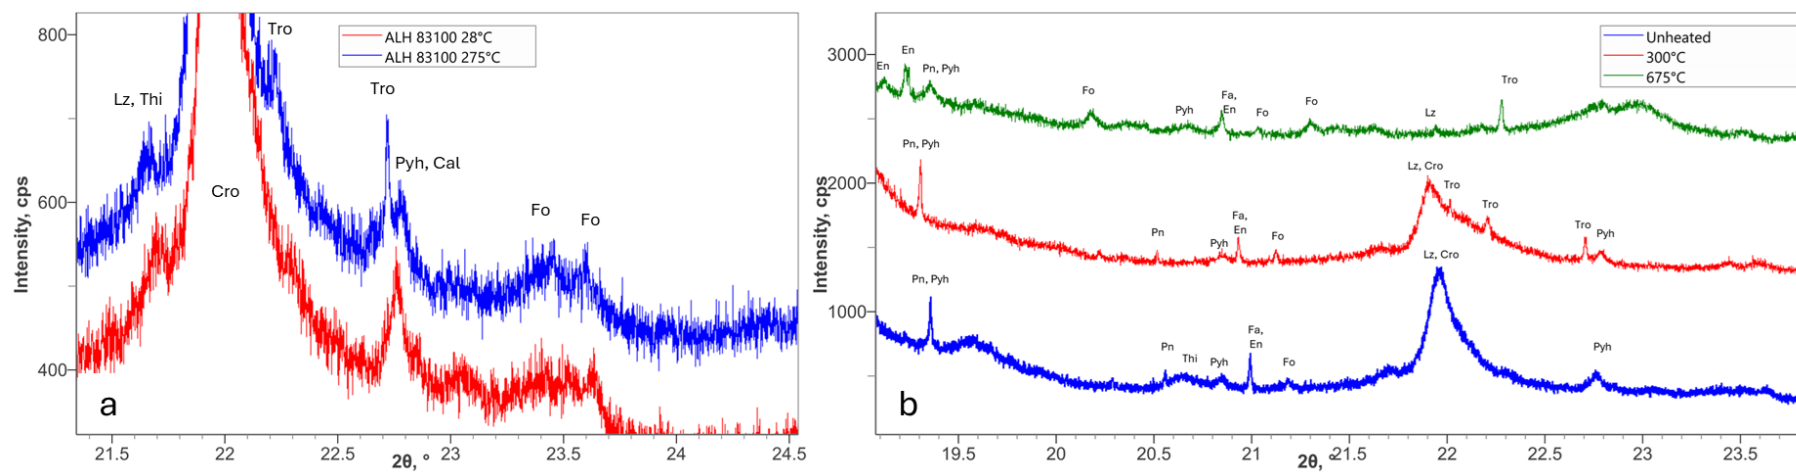 800
600
400
Intensity, cps
Lz, Thi
Tro
ALH 83100 28°C
ALH 83100 275°C
Tro
Pyh, Cal
Cro
Fo
Fo
a
21.5
22
22.5
23
23.5
24
24.5
2θ, °
3000
2000
1000
Intensity, cps
Unheated
300°C
675°C
En
En
Pn, Pyh
Fo
Pyh
Fa,
En
Fo
Fo
Lz
Tro
Pn, Pyh
Pn
Pyh
Fa,
En
Fo
Lz, Cro
Tro
Tro
Tro
Pyh
Pn, Pyh
Pn
Thi
Pyh
Fa,
En
Fo
Lz, Cro
Pyh
b
19.5
20
20.5
21
21.5
22
22.5
23
23.5
2θ, °